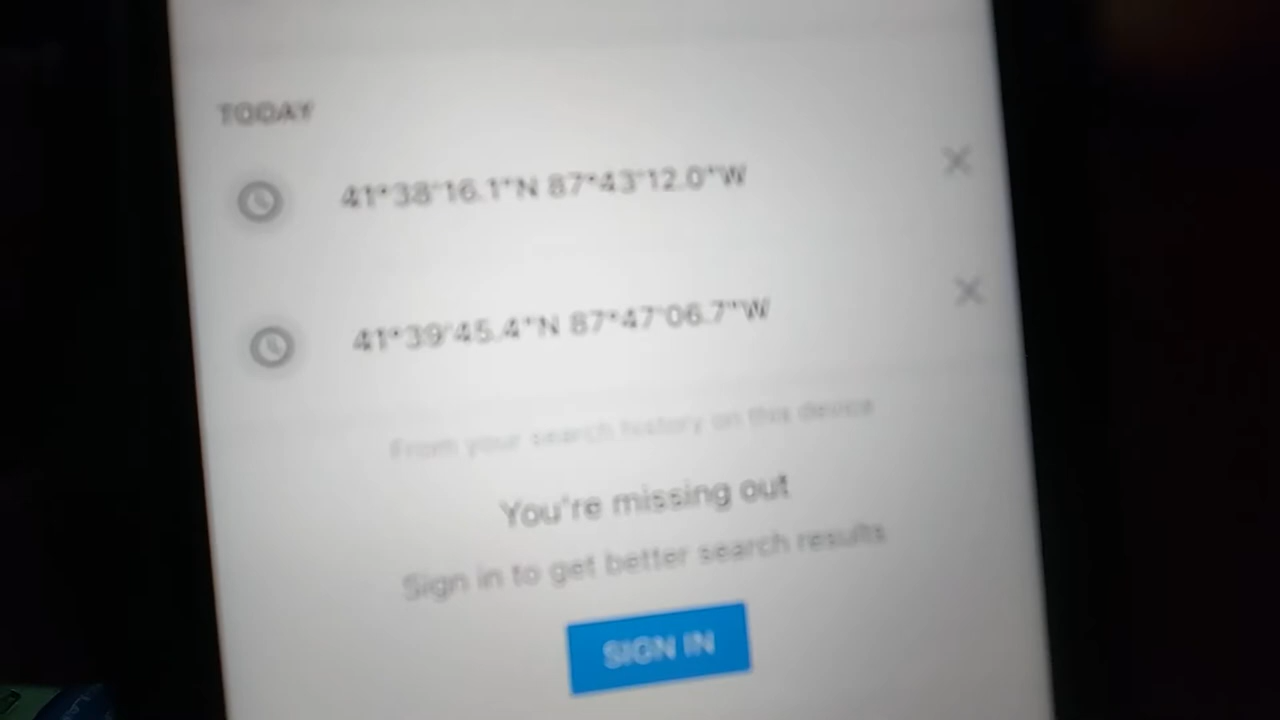 TODAY
41°38'16.1"N 87°43'12.0"W
41°39'45.4"N 87°47'06.7"W
From your search history on this device
You're missing out
Sign in to get better search results
SIGN IN